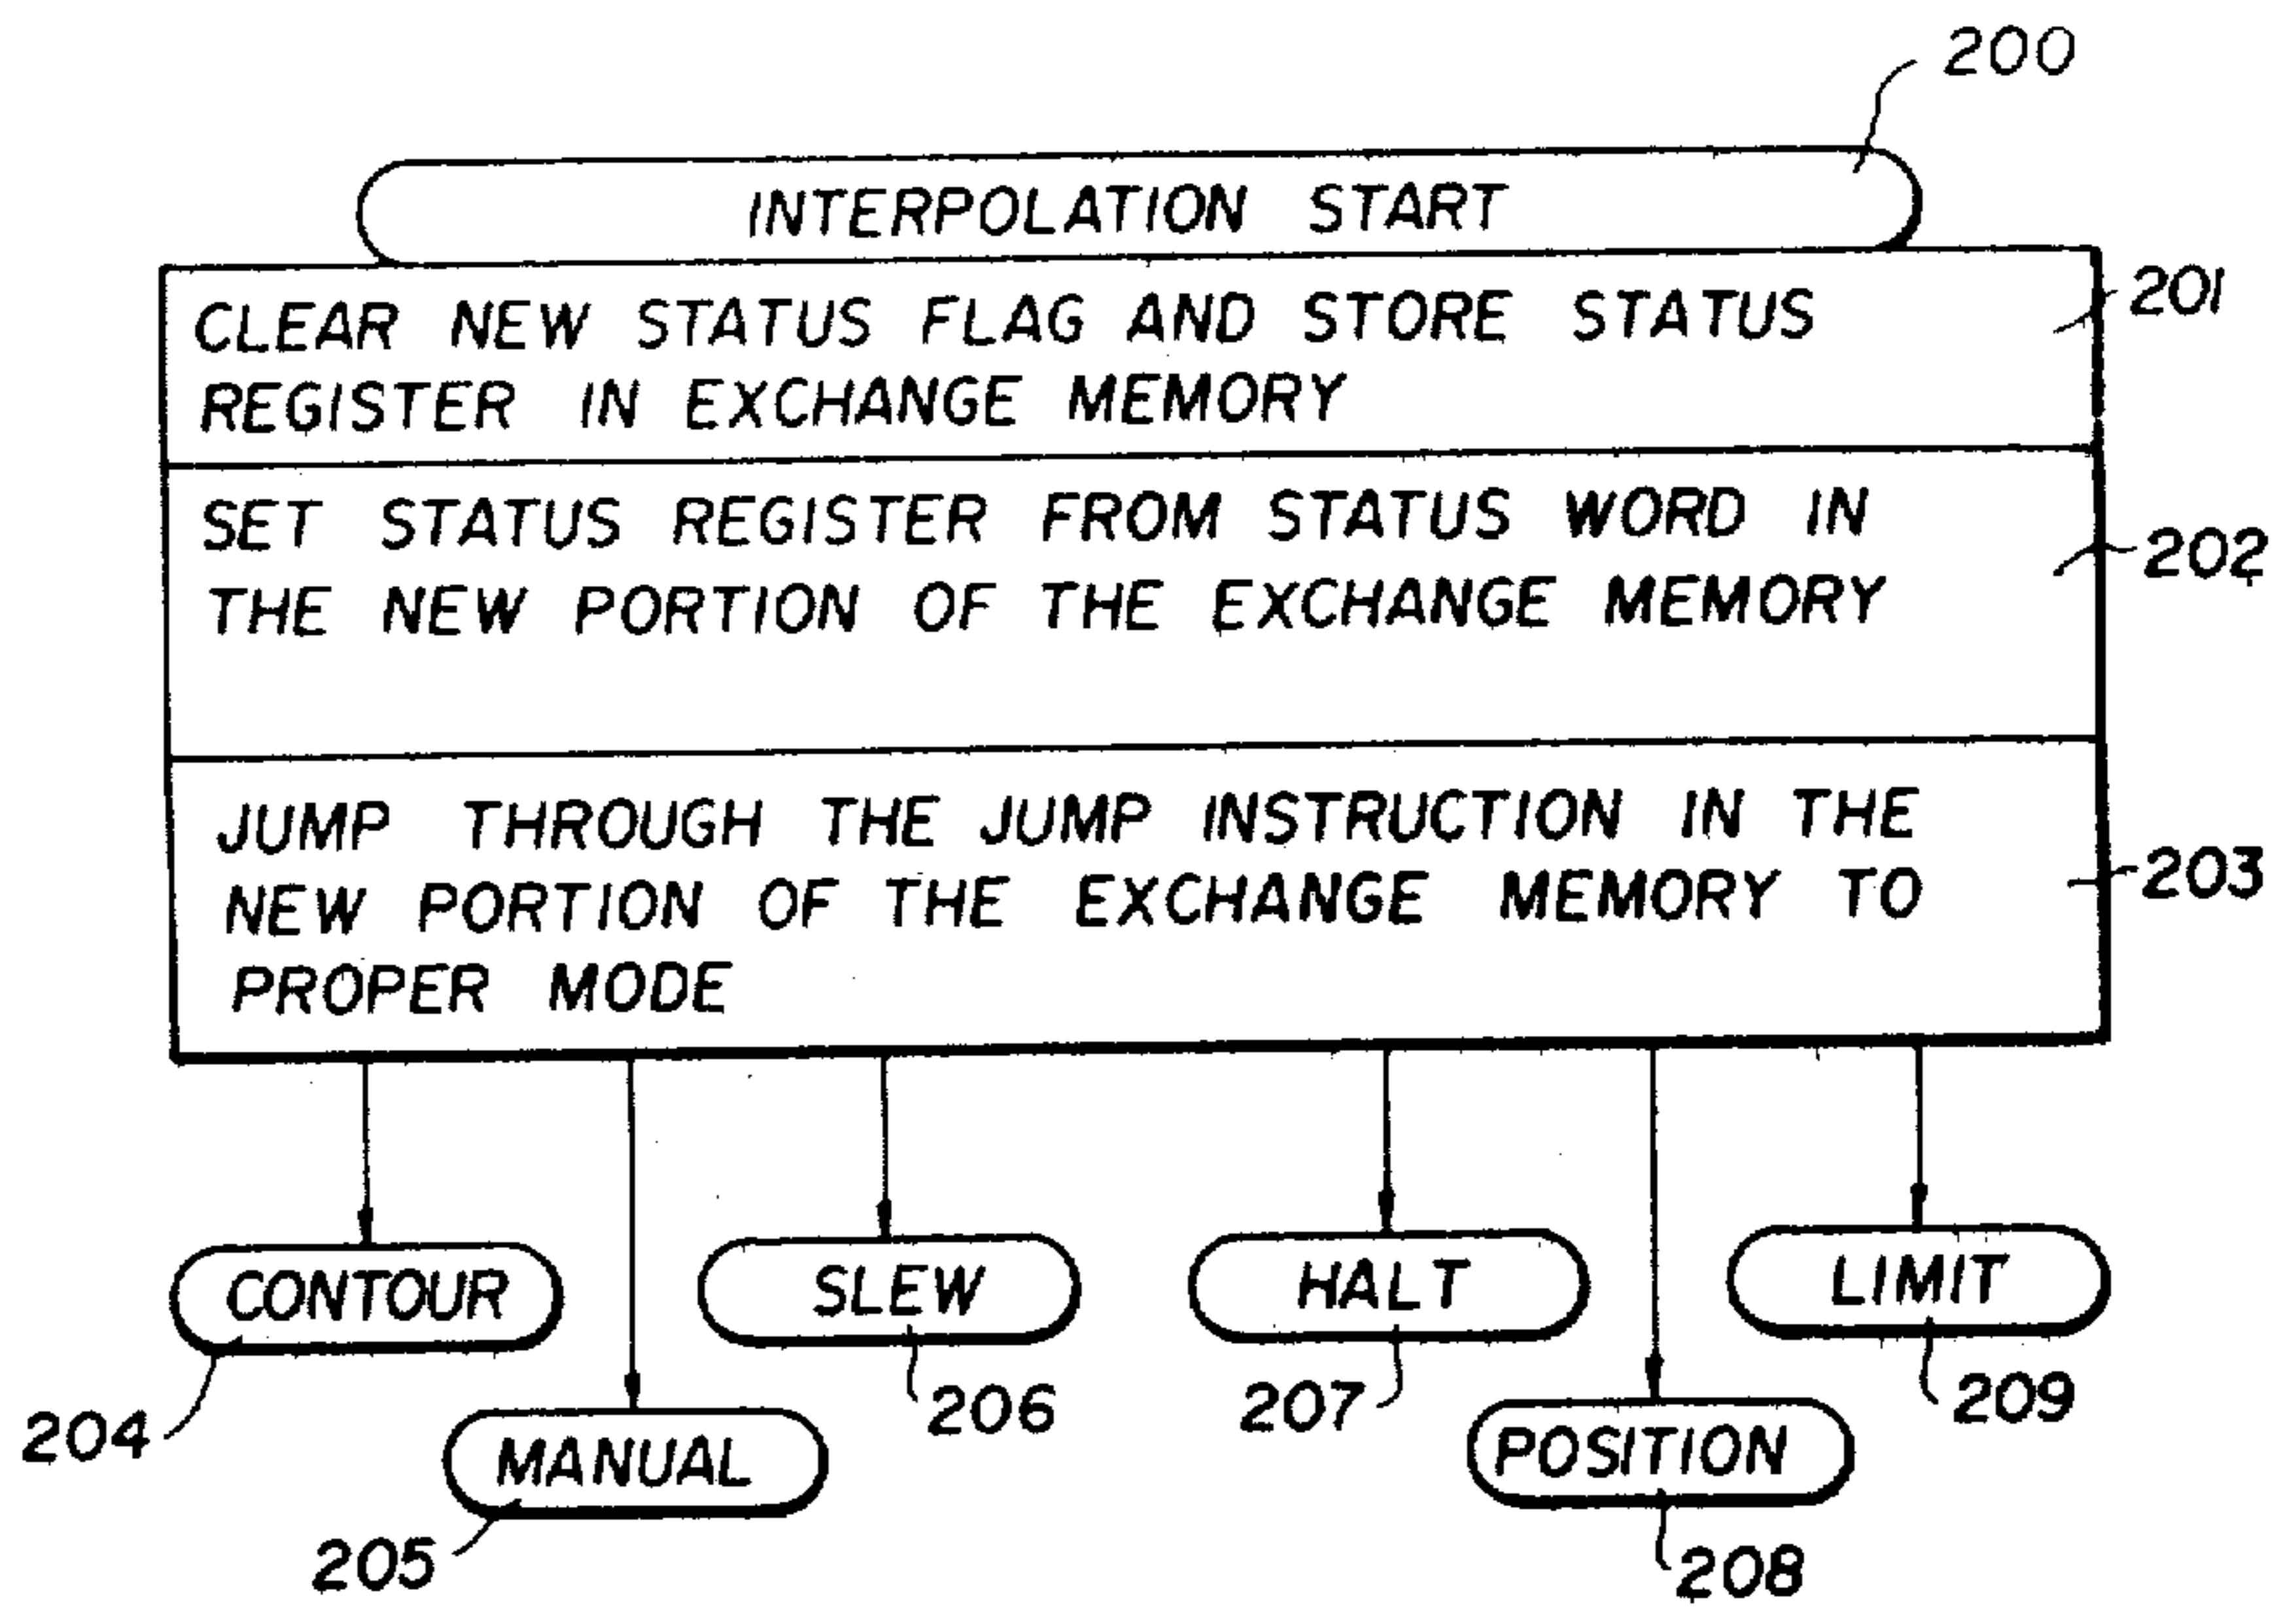 200
INTERPOLATION START
CLEAR NEW STATUS FLAG AND STORE STATUS
REGISTER IN EXCHANGE MEMORY
201
SET STATUS REGISTER FROM STATUS WORD IN
THE NEW PORTION OF THE EXCHANGE MEMORY
202
JUMP THROUGH THE JUMP INSTRUCTION IN THE
NEW PORTION OF THE EXCHANGE MEMORY TO
PROPER MODE
203
CONTOUR
SLEW
HALT
LIMIT
204
206
207
209
MANUAL
POSITION
205
208